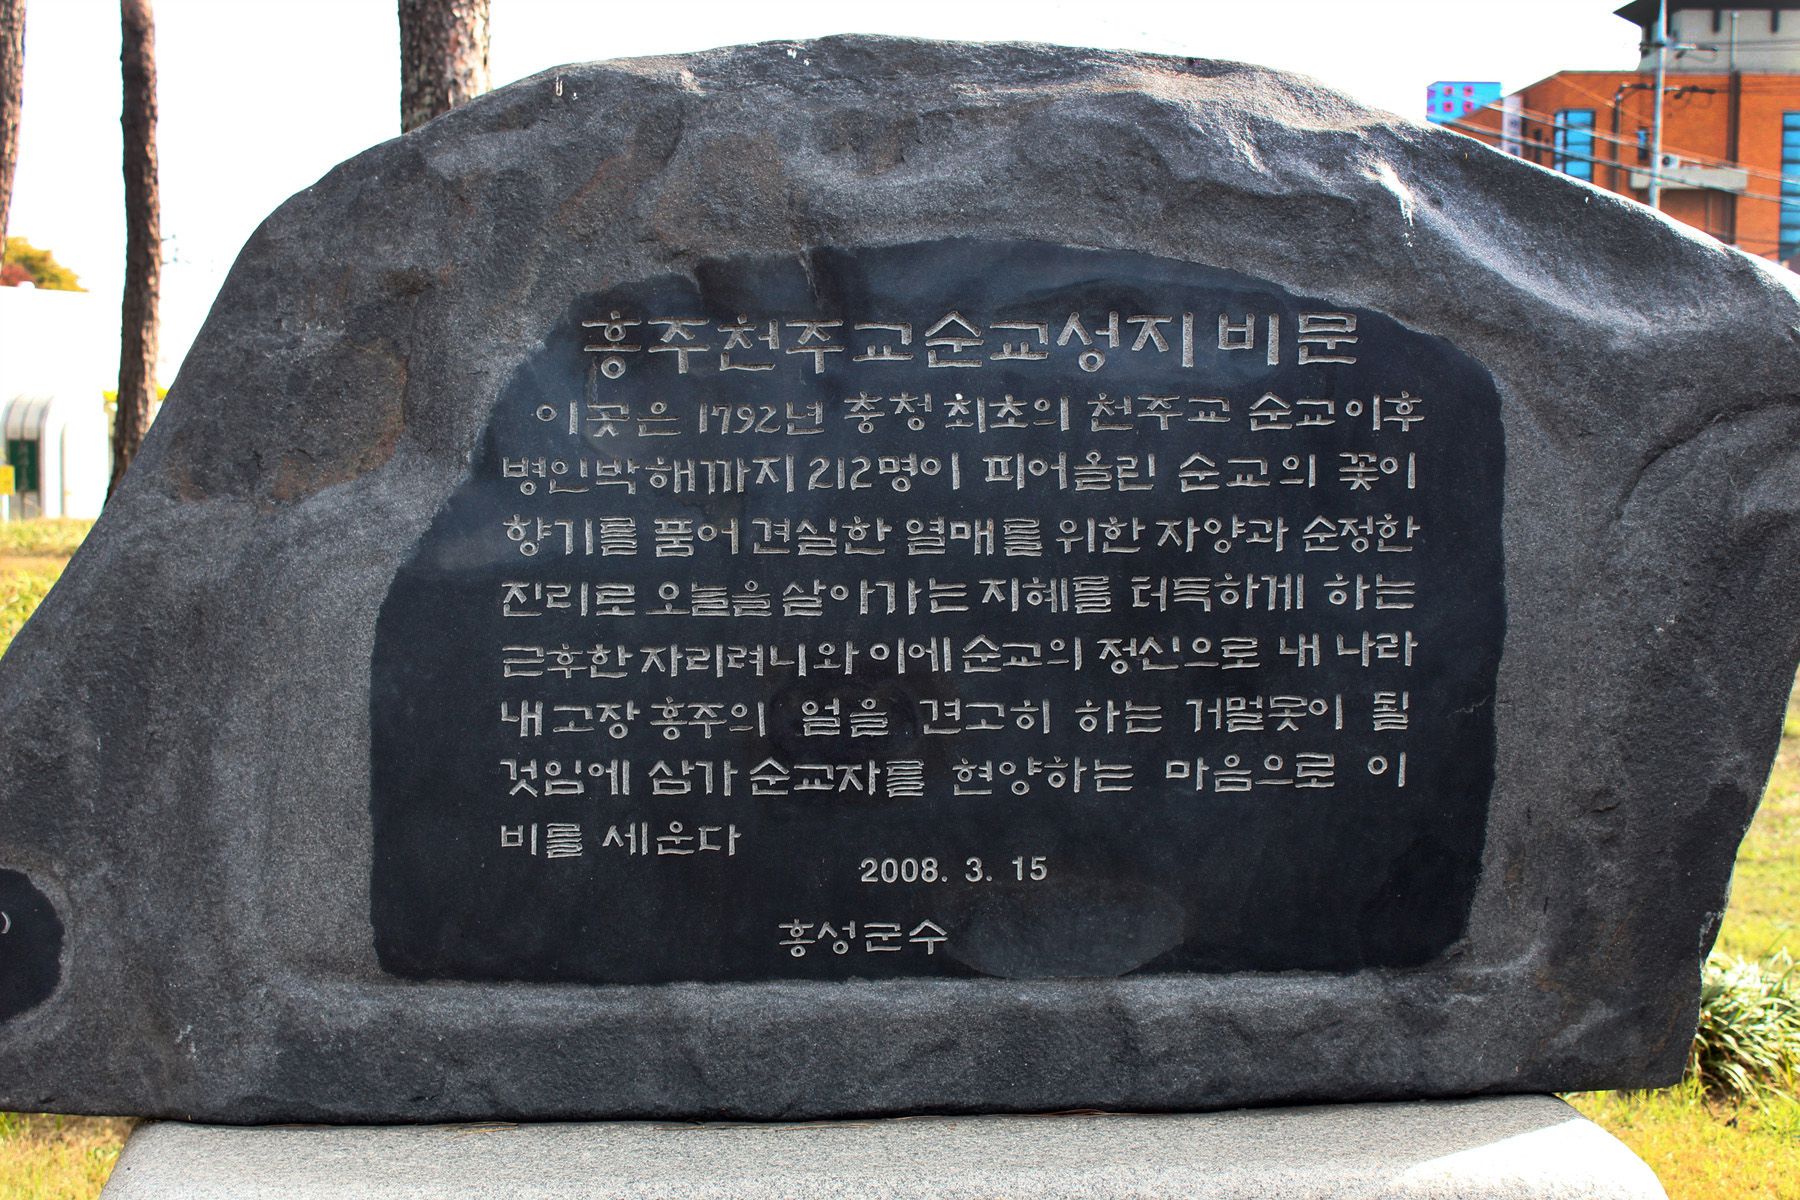 홍주천주교순교성지 비문
이곳은 1792년 충청 최초의 천주교 순교이후
병인박해까지 212명이 피어올린 순교의 꽃이
향기를 품어 견실한 열매를 위한 자양과 순정한
진리로 오늘을 살아가는 지혜를 터득하게 하는
근후한 자리려니와 이에 순교의 정신으로 내 나라
내고장 홍주의 얼을 견고히 하는 거멀못이 될
것임에 삼가 순교자를 현양하는 마음으로 이
비를 세운다
2008. 3. 15
홍성군수
)